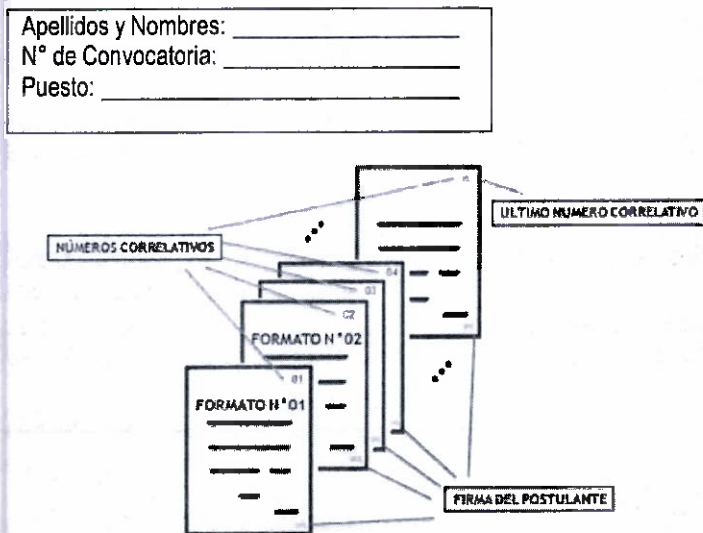 Apellidos y Nombres:
N° de Convocatoria:
Puesto:
ULTIMO NUMERO CORRELATIVO
NÚMEROS CORRELATIVOS
04
03
02
FORMATO N°02
01
FORMATO N°01
FIRMA DEL POSTULANTE